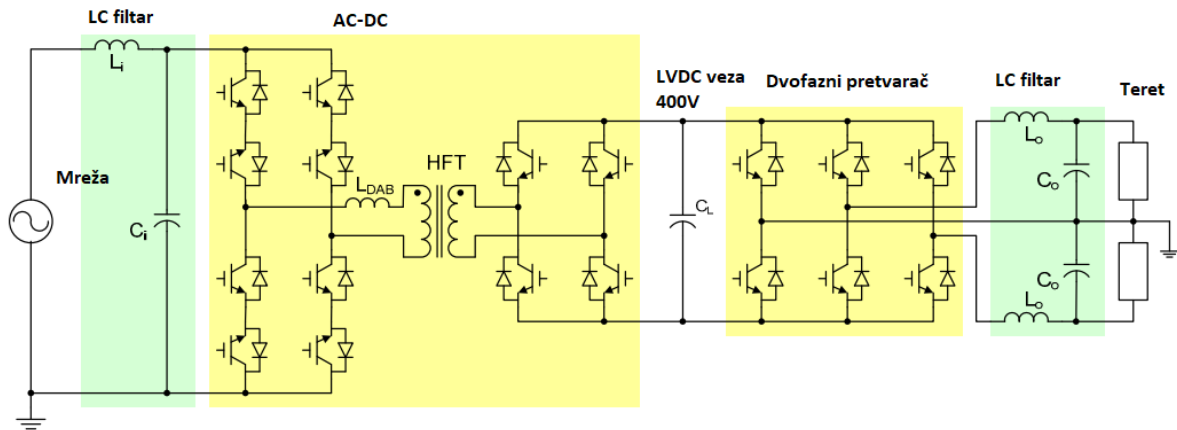 LC filtar
AC-DC
LVDC veza
400V
Dvofazni pretvarač
LC filtar
Teret
Li
Mreža
Ci
LDAB
HFT
CL
Lo
Co
Co
Lo